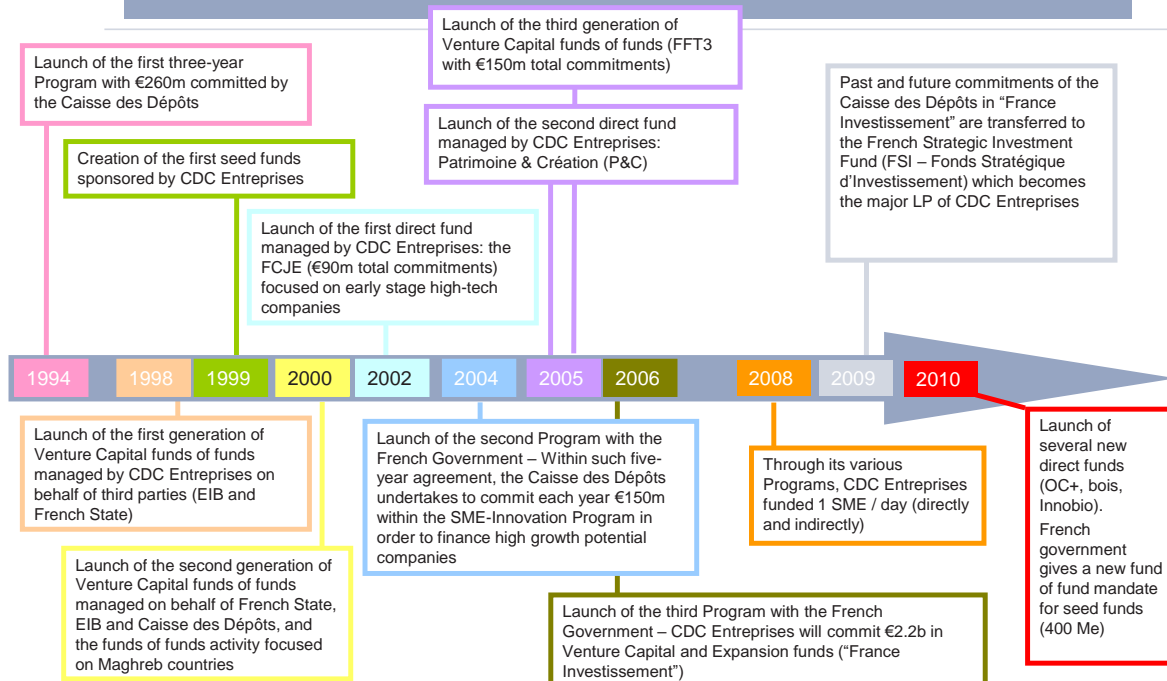 Launch of the first three-year
Program with €260m committed by
the Caisse des Dépôts
Creation of the first seed funds
sponsored by CDC Entreprises
Launch of the first direct fund
managed by CDC Entreprises: the
FCJE (€90m total commitments)
focused on early stage high-tech
companies
Launch of the third generation of
Venture Capital funds of funds (FFT3
with €150m total commitments)
Launch of the second direct fund
managed by CDC Entreprises:
Patrimoine & Création (P&C)
Past and future commitments of the
Caisse des Dépôts in “France
Investissement” are transferred to
the French Strategic Investment
Fund (FSI – Fonds Stratégique
d’Investissement) which becomes
the major LP of CDC Entreprises
1994 1998 1999 2000 2002 2004 2005 2006 2008 2009 2010
Launch of the first generation of
Venture Capital funds of funds
managed by CDC Entreprises on
behalf of third parties (EIB and
French State)
Launch of the second generation of
Venture Capital funds of funds
managed on behalf of French State,
EIB and Caisse des Dépôts, and
the funds of funds activity focused
on Maghreb countries
Launch of the second Program with the
French Government – Within such five-
year agreement, the Caisse des Dépôts
undertakes to commit each year €150m
within the SME-Innovation Program in
order to finance high growth potential
companies
Launch of the third Program with the French
Government – CDC Entreprises will commit €2.2b in
Venture Capital and Expansion funds (“France
Investissement”)
Through its various
Programs, CDC Entreprises
funded 1 SME / day (directly
and indirectly)
Launch of
several new
direct funds
(OC+, bois,
Innobio).
French
government
gives a new fund
of fund mandate
for seed funds
(400 Me)